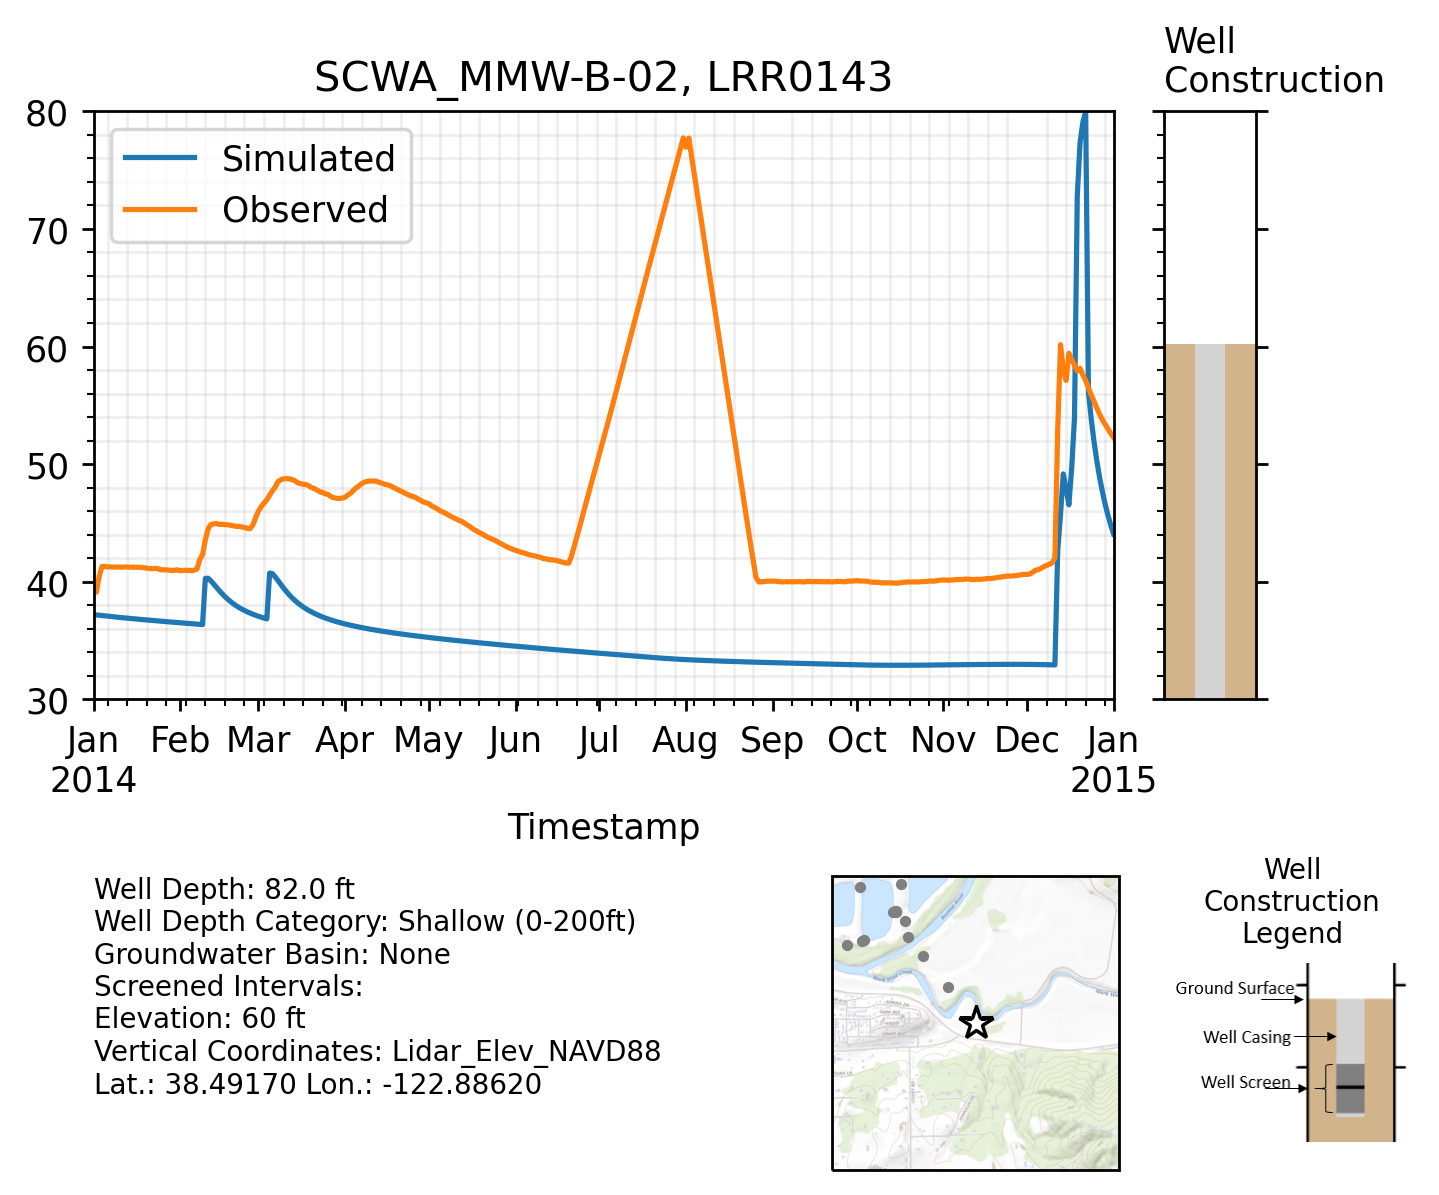 Well
Construction
SCWA_MMW-B-02, LRR0143
80
70
60
50
40
30
Simulated
Observed
Jan
2014
Feb
Mar
Apr
May
Jun
Jul
Aug
Sep
Oct
Nov
Dec
Jan
2015
Timestamp
Well Depth: 82.0 ft
Well Depth Category: Shallow (0-200ft)
Groundwater Basin: None
Screened Intervals:
Elevation: 60 ft
Vertical Coordinates: Lidar_Elev_NAVD88
Lat.: 38.49170 Lon.: -122.88620
Well
Construction
Legend
Ground Surface
Well Casing
Well Screen